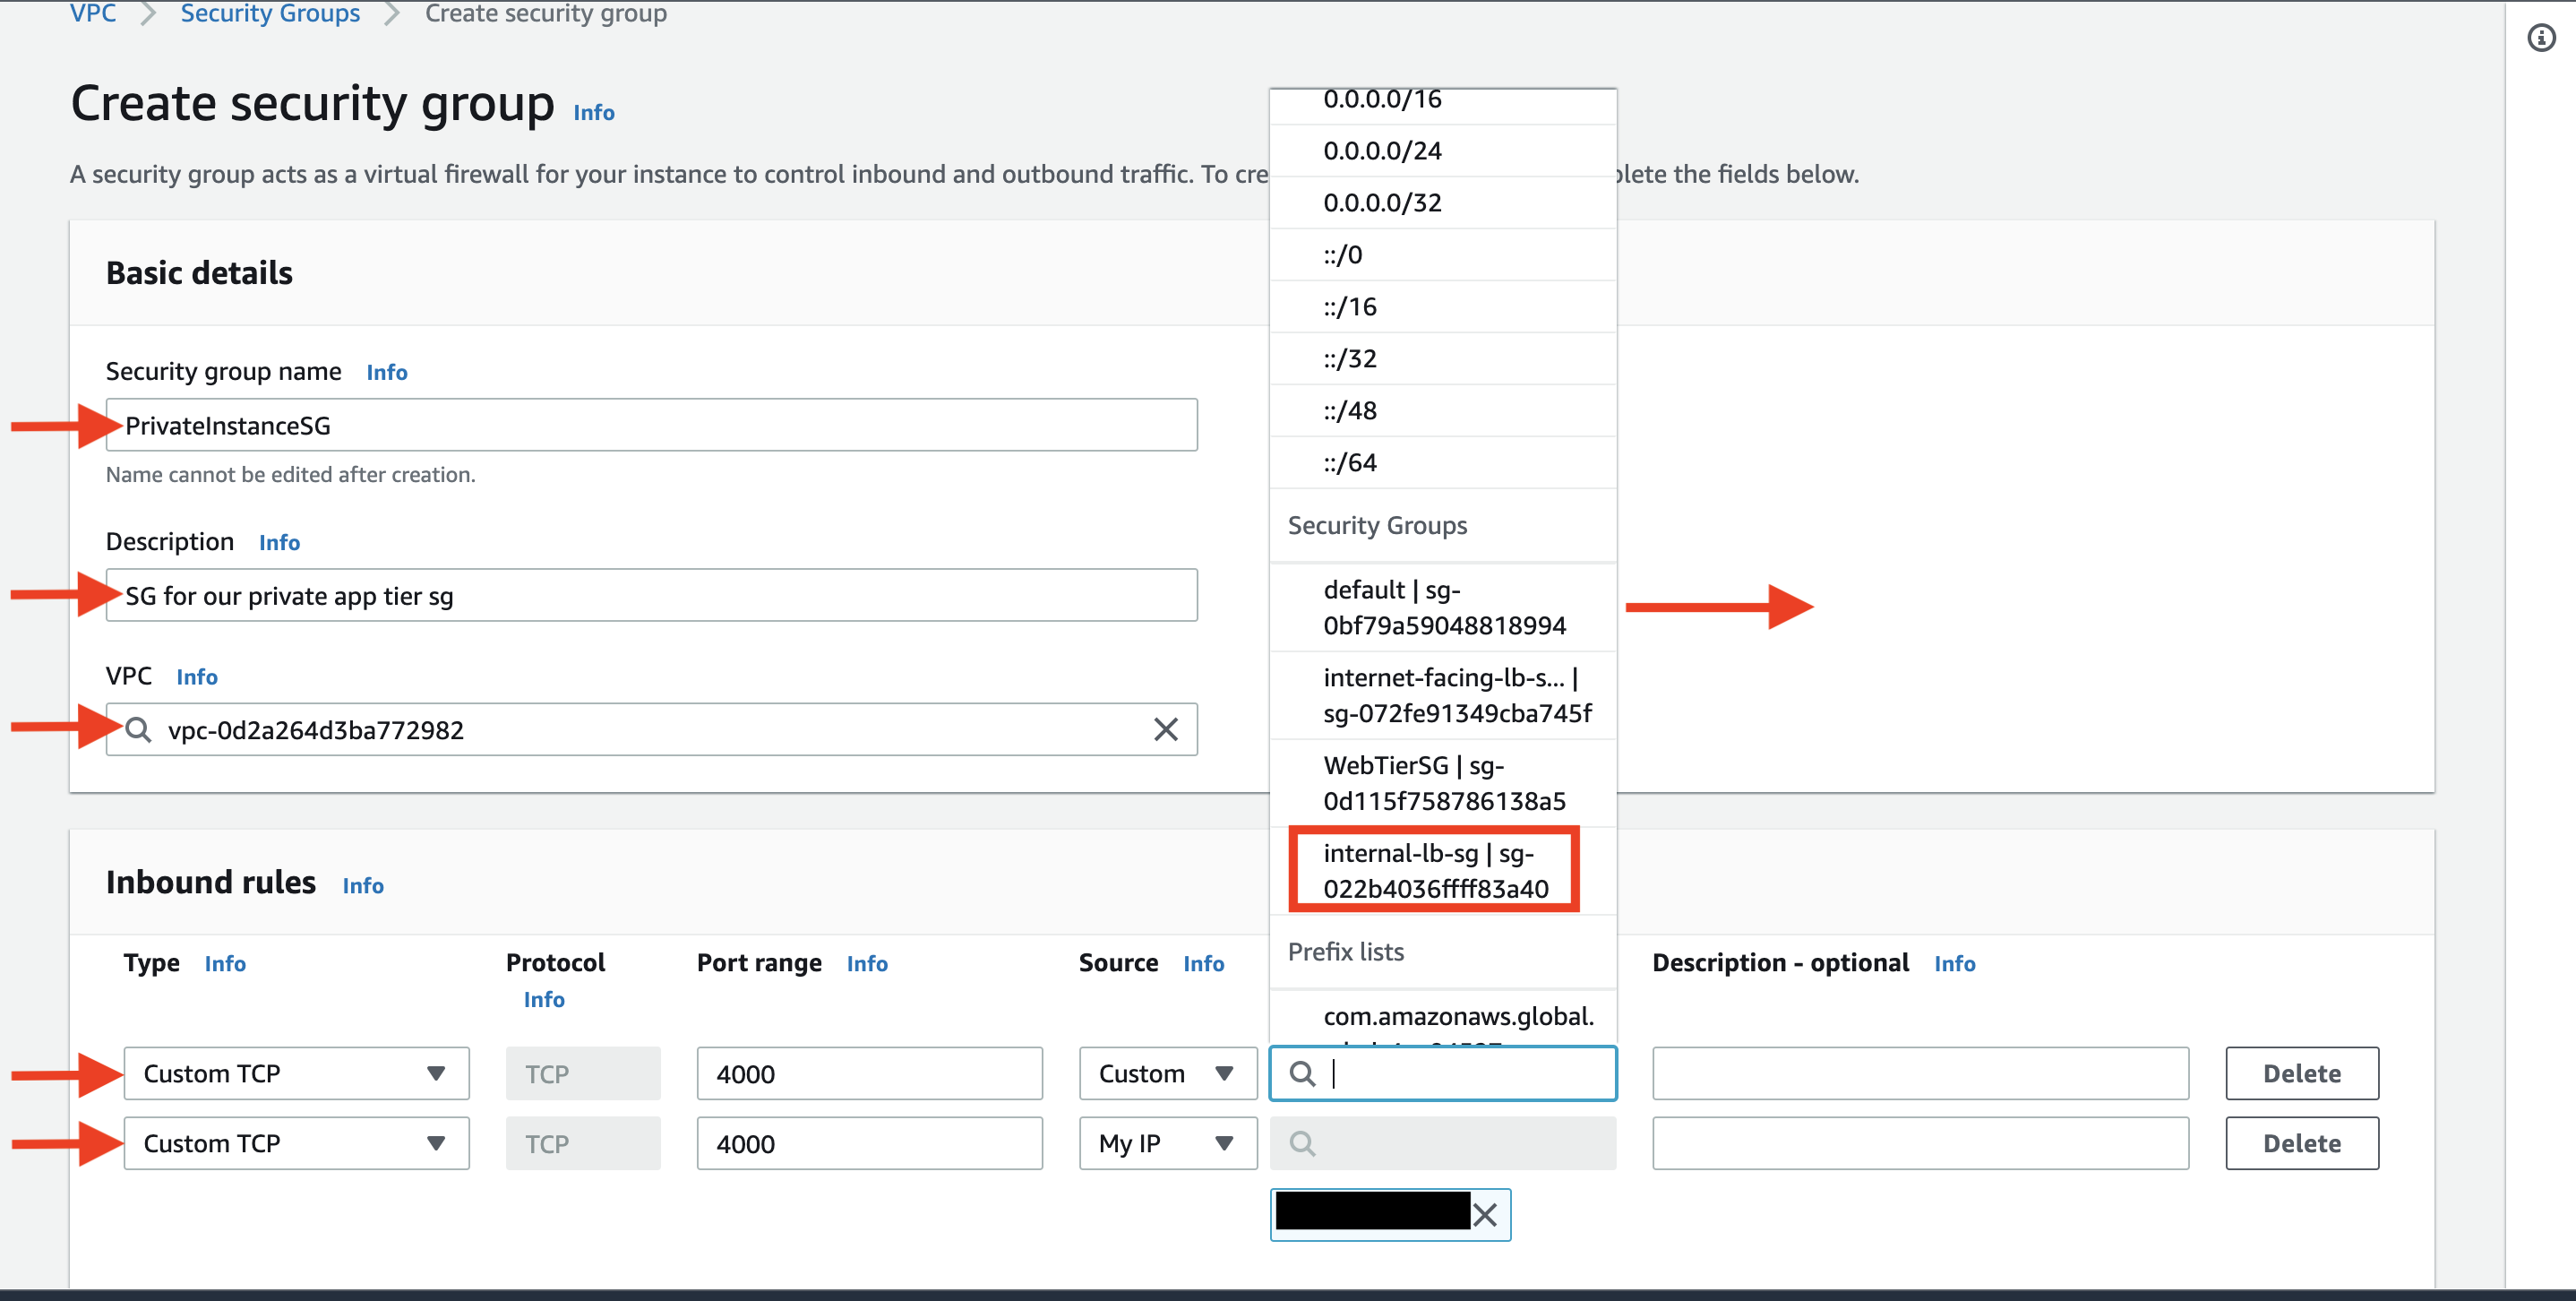 VPC > Security Groups > Create security group
Create security group Info
A security group acts as a virtual firewall for your instance to control inbound and outbound traffic. To cre
plete the fields below.
Basic details
Security group name Info
PrivateInstanceSG
Name cannot be edited after creation.
Description Info
SG for our private app tier sg
VPC Info
vpc-0d2a264d3ba772982
0.0.0.0/16
0.0.0.0/24
0.0.0.0/32
::/0
::/16
::/32
::/48
::/64
Security Groups
default | sg-
0bf79a59048818994
internet-facing-lb-s... |
sg-072fe91349cba745f
WebTierSG | sg-
0d115f758786138a5
internal-lb-sg | sg-
022b4036ffff83a40
Prefix lists
com.amazonaws.global.
Inbound rules Info
Type Info Protocol Info Port range Info Source Info Description - optional Info
Custom TCP TCP 4000 Custom Delete
Custom TCP TCP 4000 My IP Delete